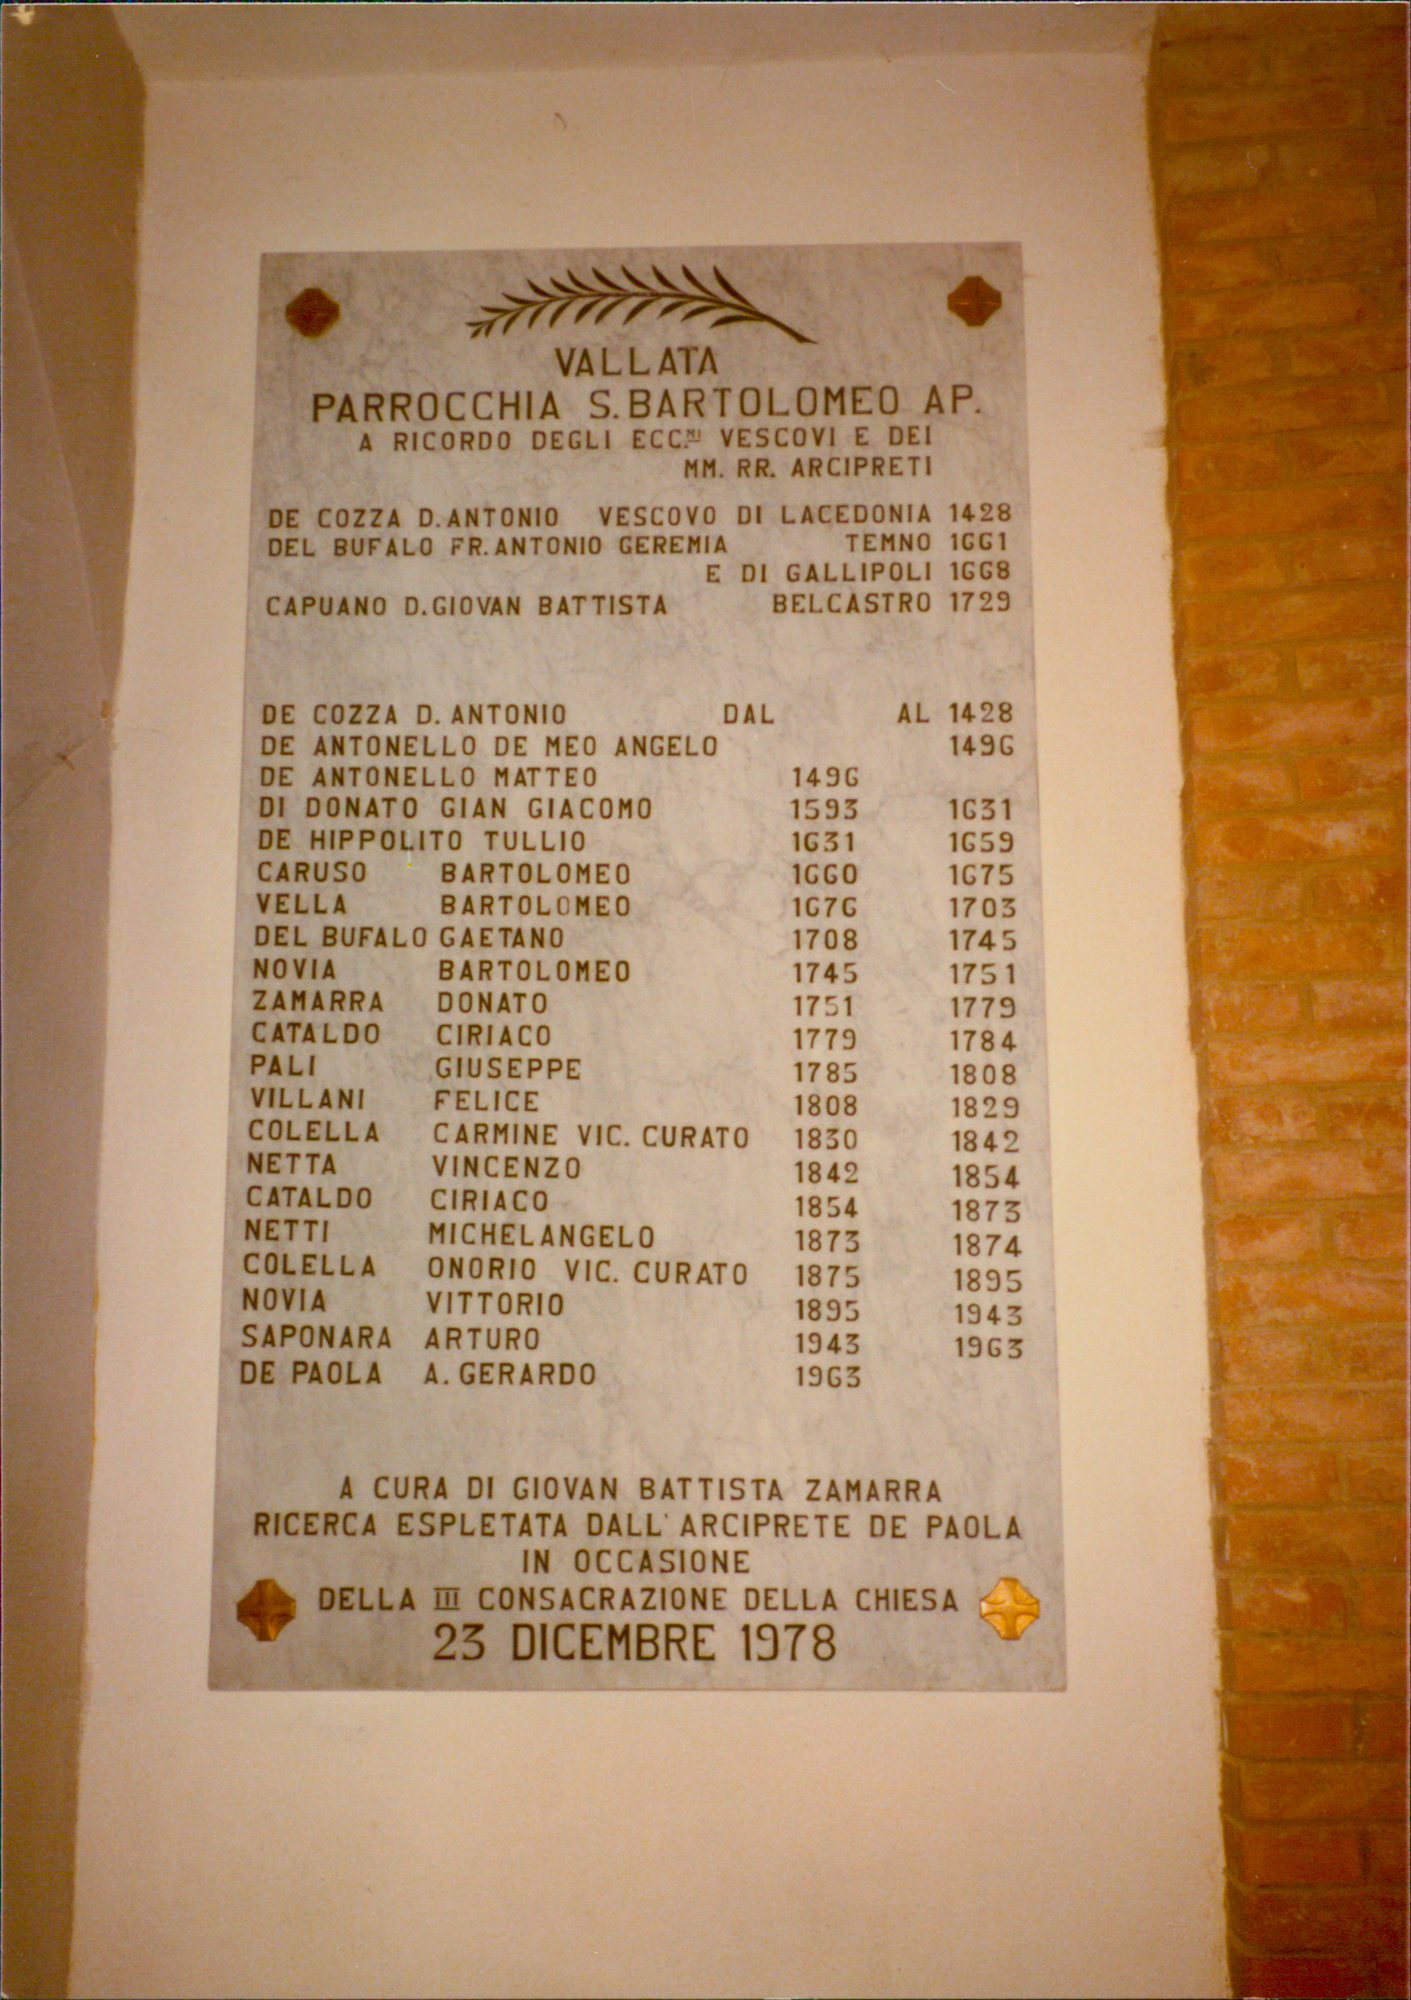 VALLATA
PARROCCHIA S. BARTOLOMEO AP.
A RICORDO DEGLI ECC.MI VESCOVI E DEI
MM. RR. ARCIPRETI
DE COZZA D. ANTONIO VESCOVO DI LACEDONIA 1428
DEL BUFALO FR. ANTONIO GEREMIA TEMNO 1661
E DI GALLIPOLI 1668
CAPUANO D. GIOVAN BATTISTA BELCASTRO 1729
DE COZZA D. ANTONIO DAL AL 1428
DE ANTONELLO DE MEO ANGELO 1496
DE ANTONELLO MATTEO 1496
DI DONATO GIAN GIACOMO 1593 1631
DE HIPPOLITO TULLIO 1631 1659
CARUSO BARTOLOMEO 1660 1675
VELLA BARTOLOMEO 1676 1703
DEL BUFALO GAETANO 1708 1745
NOVIA BARTOLOMEO 1745 1751
ZAMARRA DONATO 1751 1779
CATALDO CIRIACO 1779 1784
PALI GIUSEPPE 1785 1808
VILLANI FELICE 1808 1829
COLELLA CARMINE VIC. CURATO 1830 1842
NETTA VINCENZO 1842 1854
CATALDO CIRIACO 1854 1873
NETTI MICHELANGELO 1873 1874
COLELLA ONORIO VIC. CURATO 1875 1895
NOVIA VITTORIO 1895 1943
SAPONARA ARTURO 1943 1963
DE PAOLA A. GERARDO 1963
A CURA DI GIOVAN BATTISTA ZAMARRA
RICERCA ESPLETATA DALL' ARCIPRETE DE PAOLA
IN OCCASIONE
DELLA III CONSACRAZIONE DELLA CHIESA
23 DICEMBRE 1978